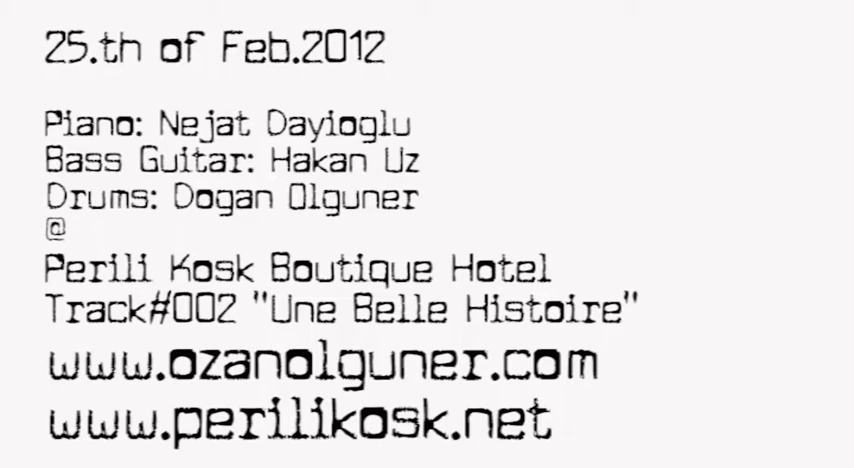 25.th of Feb.2012
Piano: Nejat Dayioglu
Bass Guitar: Hakan Uz
Drums: Dogan Olguner
@
Perili Kosk Boutique Hotel
Track#002 "Une Belle Histoire"
www.ozanolguner.com
www.perilikosk.net